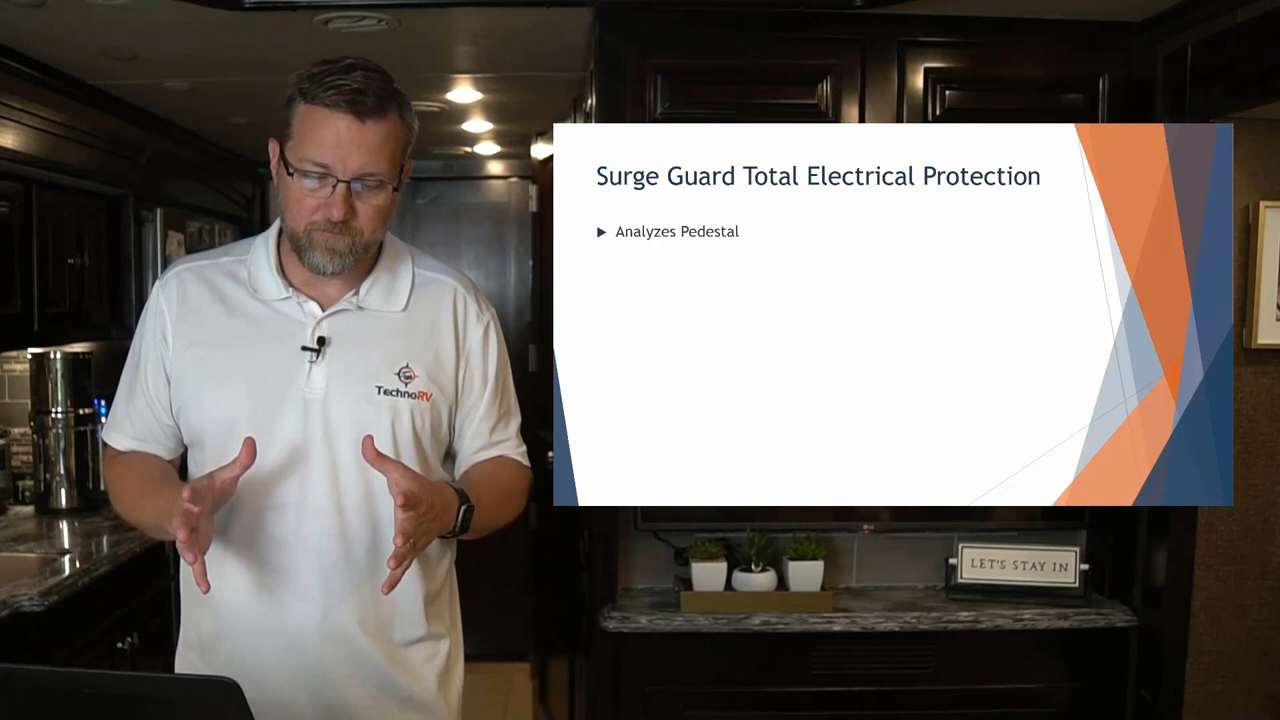 Surge Guard Total Electrical Protection
Analyzes Pedestal
TechnoRV
LET'S STAY IN